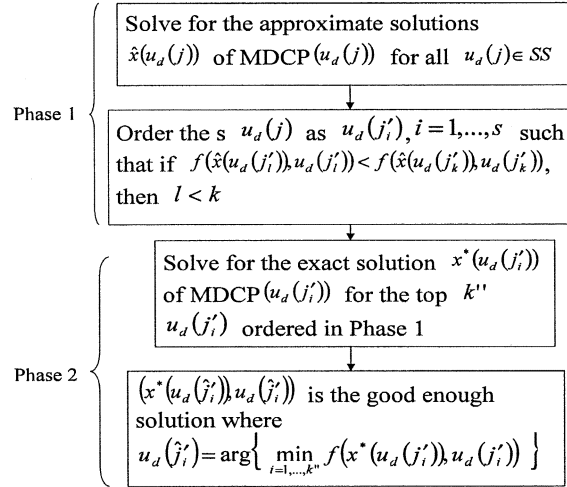 Solve for the approximate solutions
x̂(u_d(j)) of MDCP(u_d(j)) for all u_d(j)∈ SS
Phase 1
Order the s u_d(j) as u_d(j'_i), i = 1,...,s such
that if f(x̂(u_d(j'_l)),u_d(j'_l)) < f(x̂(u_d(j'_k)),u_d(j'_k)),
then l < k
Solve for the exact solution x*(u_d(j'_i))
of MDCP(u_d(j'_i)) for the top k''
u_d(j'_i) ordered in Phase 1
Phase 2
(x*(u_d(ĵ'_i)),u_d(ĵ'_i)) is the good enough
solution where
u_d(ĵ'_i) = arg{ min_{i=1,...,k''} f(x*(u_d(j'_i)),u_d(j'_i)) }